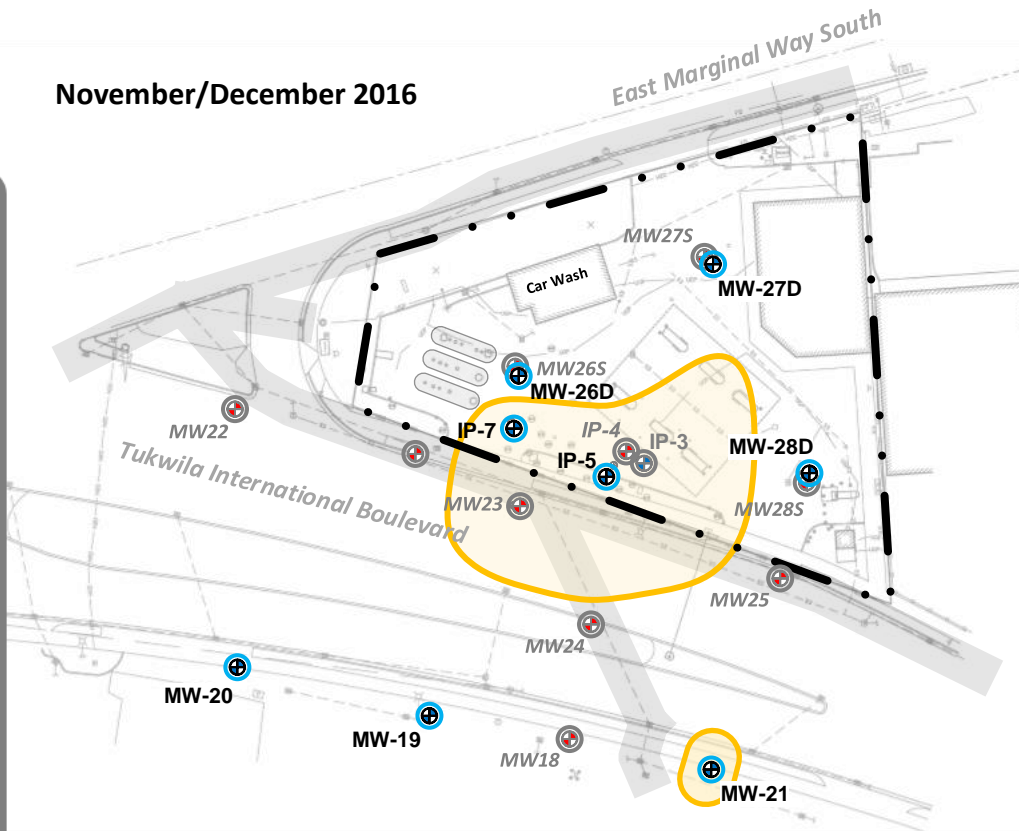 East Marginal Way South
November/December 2016
MW27S
MW-27D
Car Wash
MW26S
MW-26D
MW22
IP-7
IP-4
IP-3
IP-5
MW-28D
MW28S
Tukwila International Boulevard
MW23
MW25
MW24
MW-20
MW-19
MW18
MW-21